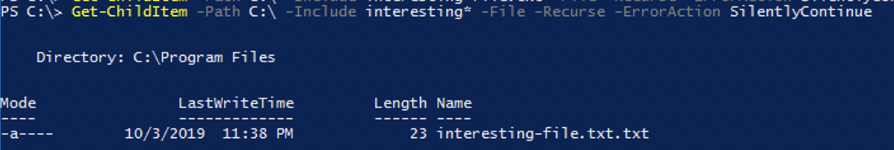 PS C:\> Get-ChildItem -Path C:\ -Include interesting* -File -Recurse -ErrorAction SilentlyContinue
Directory: C:\Program Files
Mode LastWriteTime Length Name
---- ------------- ------ ----
-a---- 10/3/2019 11:38 PM 23 interesting-file.txt.txt